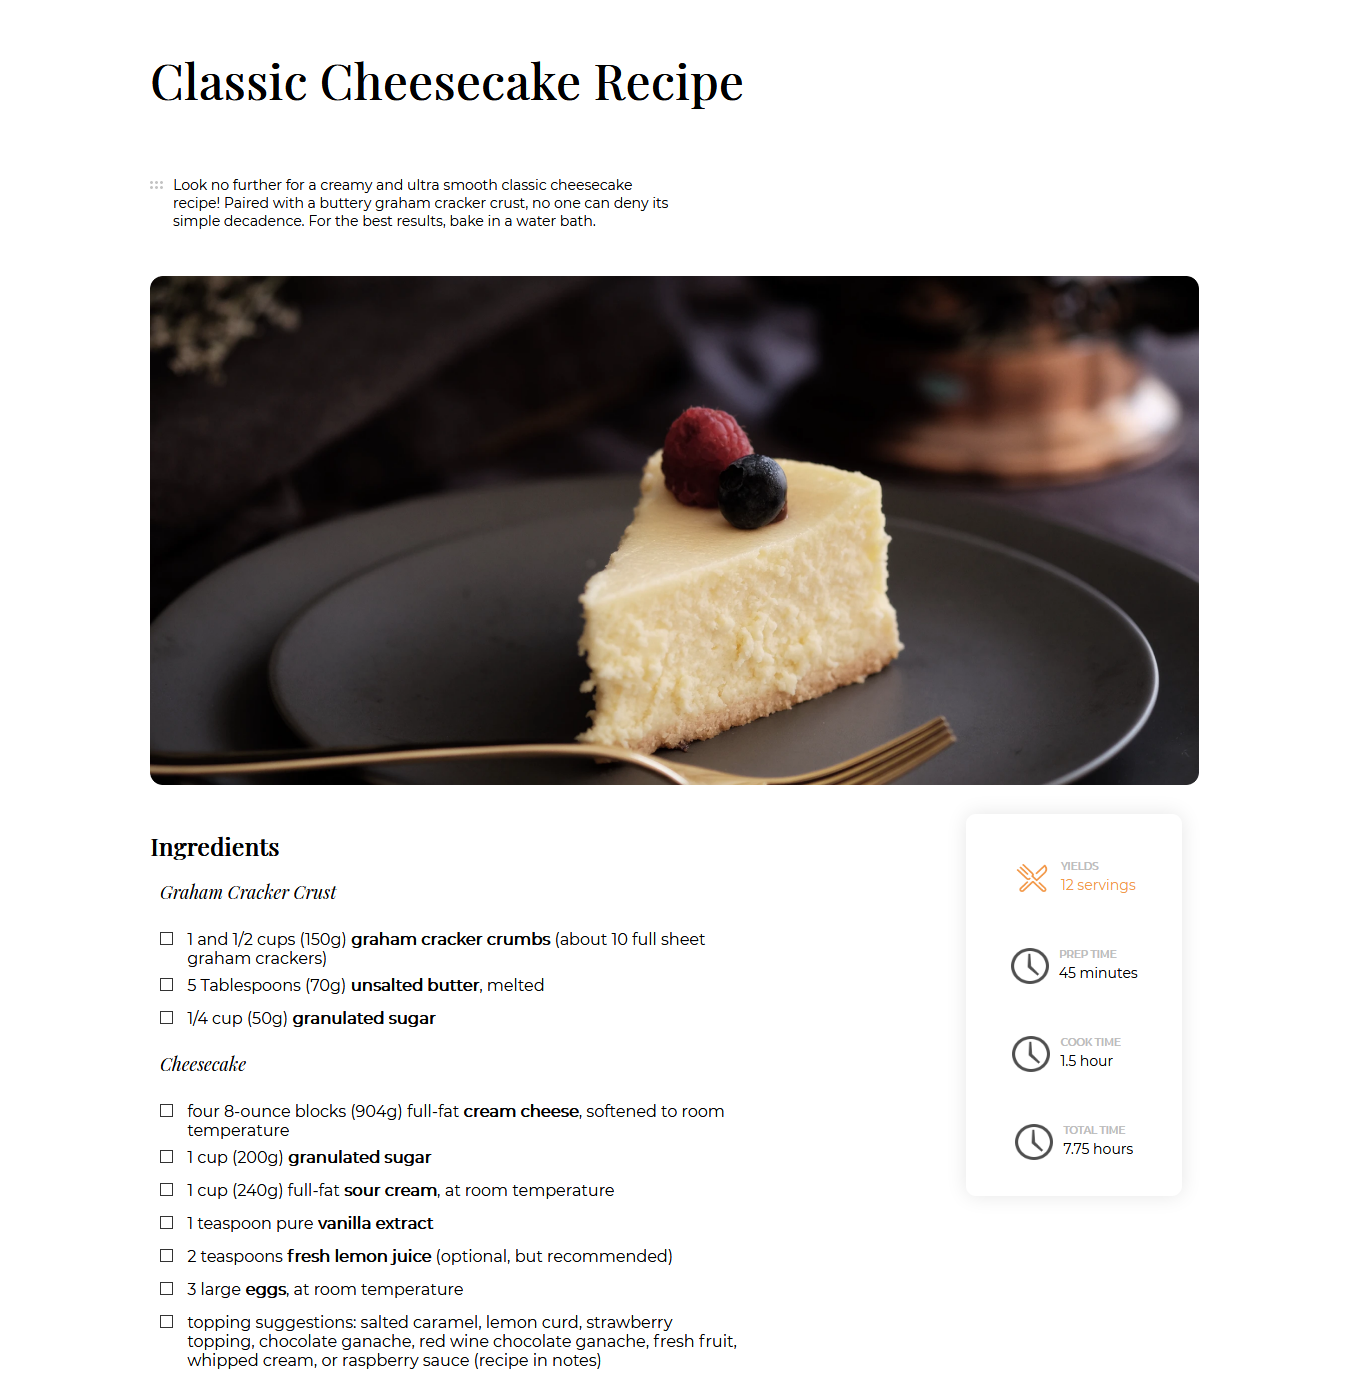 Classic Cheesecake Recipe
Look no further for a creamy and ultra smooth classic cheesecake
recipe! Paired with a buttery graham cracker crust, no one can deny its
simple decadence. For the best results, bake in a water bath.
Ingredients
Graham Cracker Crust
1 and 1/2 cups (150g) graham cracker crumbs (about 10 full sheet
graham crackers)
5 Tablespoons (70g) unsalted butter, melted
1/4 cup (50g) granulated sugar
Cheesecake
four 8-ounce blocks (904g) full-fat cream cheese, softened to room
temperature
1 cup (200g) granulated sugar
1 cup (240g) full-fat sour cream, at room temperature
1 teaspoon pure vanilla extract
2 teaspoons fresh lemon juice (optional, but recommended)
3 large eggs, at room temperature
topping suggestions: salted caramel, lemon curd, strawberry
topping, chocolate ganache, red wine chocolate ganache, fresh fruit,
whipped cream, or raspberry sauce (recipe in notes)
YIELDS
12 servings
PREP TIME
45 minutes
COOK TIME
1.5 hour
TOTAL TIME
7.75 hours